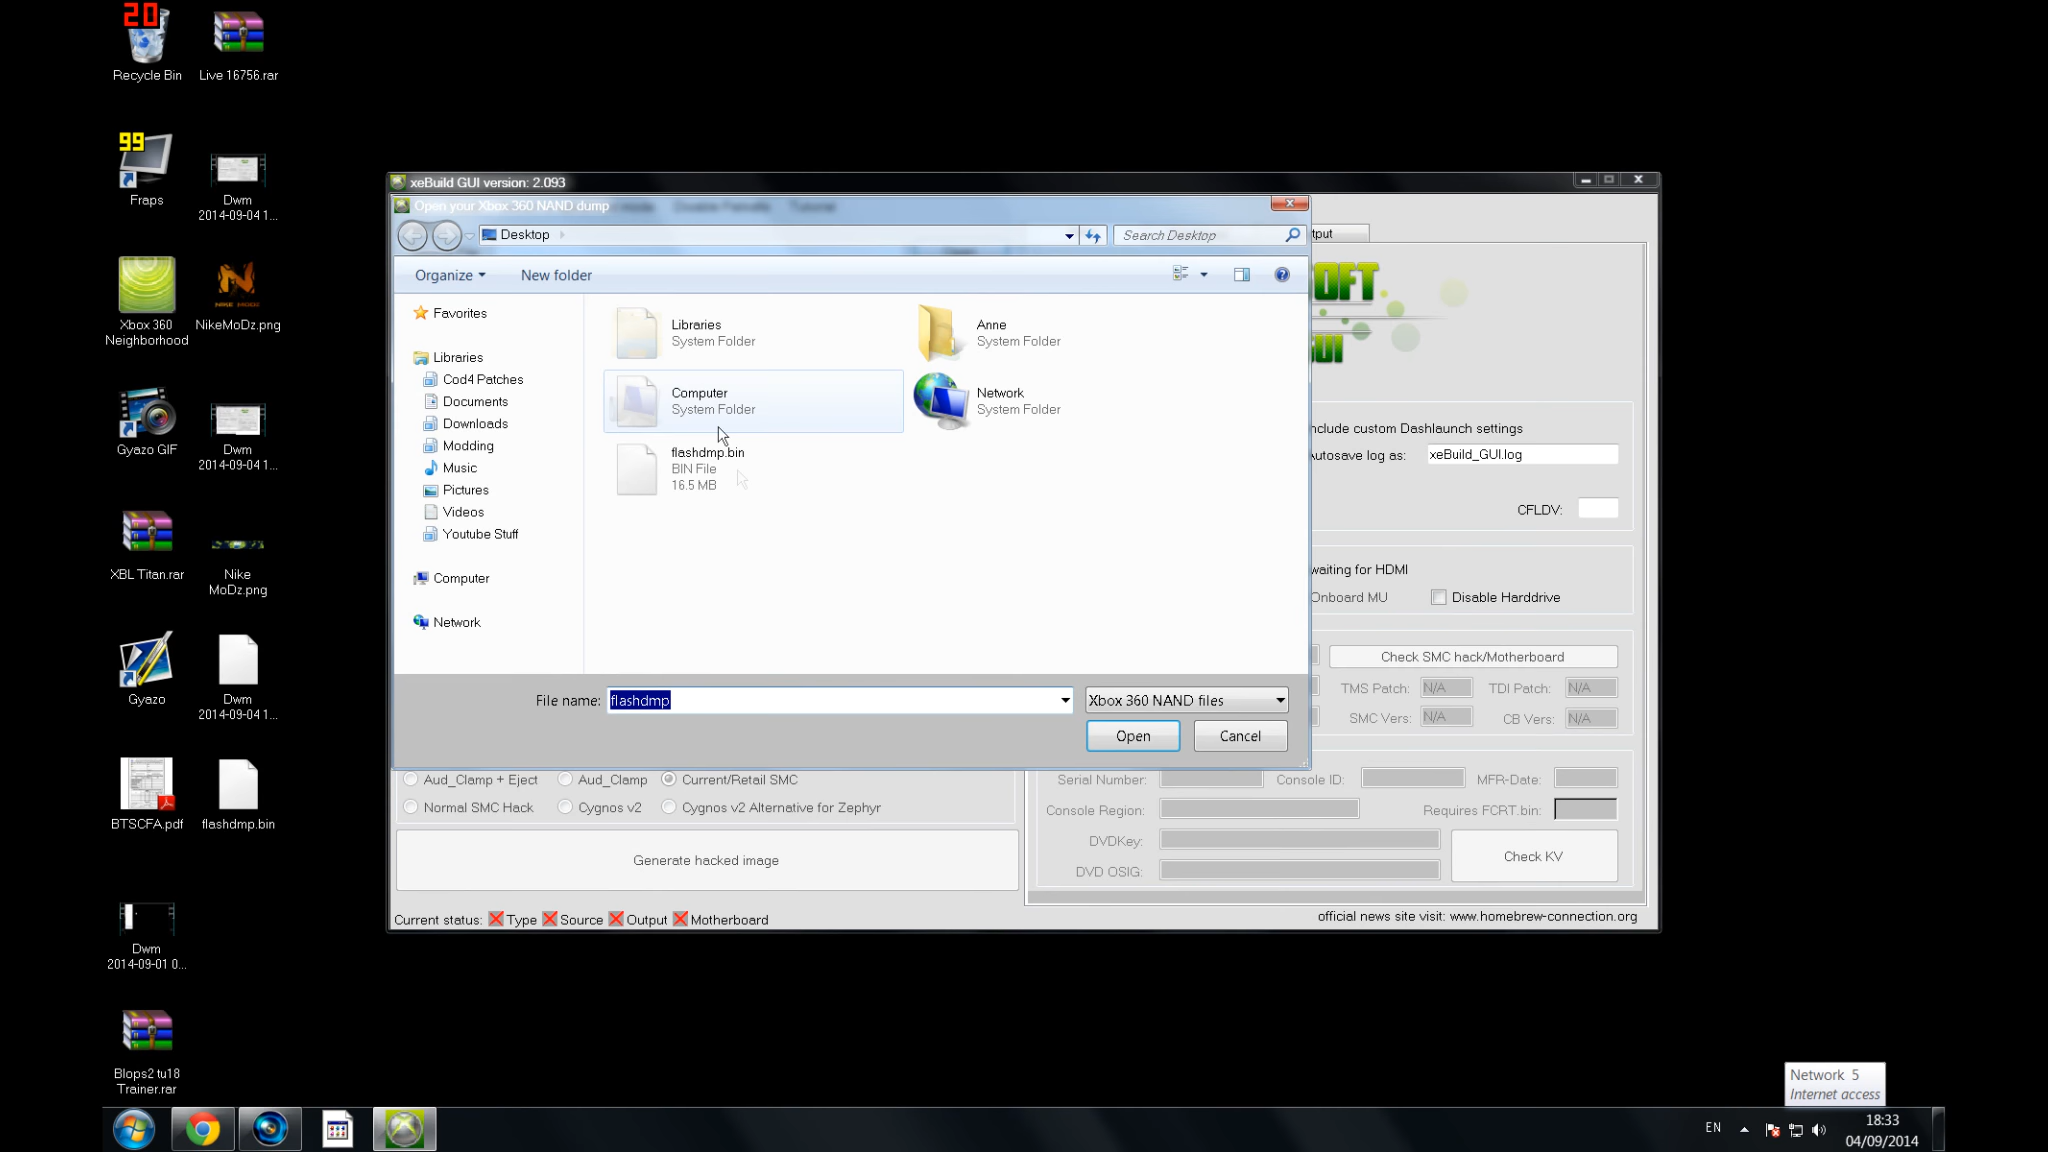 20
Recycle Bin
Live 16756.rar
99
Fraps
Dwm
2014-09-04 1...
Xbox 360
Neighborhood
NikeMoDz.png
Gyazo GIF
Dwm
2014-09-04 1...
XBL Titan.rar
Nike
MoDz.png
Gyazo
Dwm
2014-09-04 1...
BTSCFA.pdf
flashdmp.bin
Dwm
2014-09-01 0...
Blops2 tu18
Trainer.rar
xeBuild GUI version: 2.093
Open your Xbox 360 NAND dump
Tutorial
Desktop
Search Desktop
Organize
New folder
Favorites
Libraries
Cod4 Patches
Documents
Downloads
Modding
Music
Pictures
Videos
Youtube Stuff
Computer
Network
Libraries
System Folder
Anne
System Folder
Computer
System Folder
Network
System Folder
flashdmp.bin
BIN File
16.5 MB
File name: flashdmp
Xbox 360 NAND files
Open
Cancel
tput
OFT
GUI
nclude custom Dashlaunch settings
Autosave log as: xeBuild_GUI.log
CFLDV:
waiting for HDMI
Onboard MU
Disable Harddrive
Check SMC hack/Motherboard
TMS Patch: N/A TDI Patch: N/A
SMC Vers: N/A CB Vers: N/A
Aud_Clamp + Eject Aud_Clamp Current/Retail SMC
Normal SMC Hack Cygnos v2 Cygnos v2 Alternative for Zephyr
Generate hacked image
Serial Number: Console ID: MFR-Date:
Console Region: Requires FCRT.bin:
DVDKey:
DVD OSIG:
Check KV
Current status: Type Source Output Motherboard
official news site visit: www.homebrew-connection.org
Network 5
Internet access
EN
18:33
04/09/2014